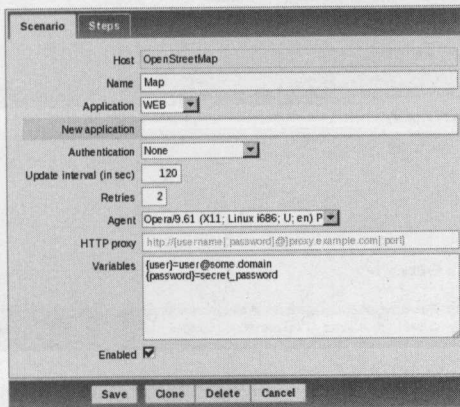 Scenario Steps
Host OpenStreetMap
Name Map
Application WEB
New application
Authentication None
Update interval (in sec) 120
Retries 2
Agent Opera/9.61 (X11; Linux i686; U; en) P
HTTP proxy http://[username[:password]@]proxy.example.com[:port]
Variables {user}=user@some.domain
{password}=secret_password
Enabled
Save Clone Delete Cancel